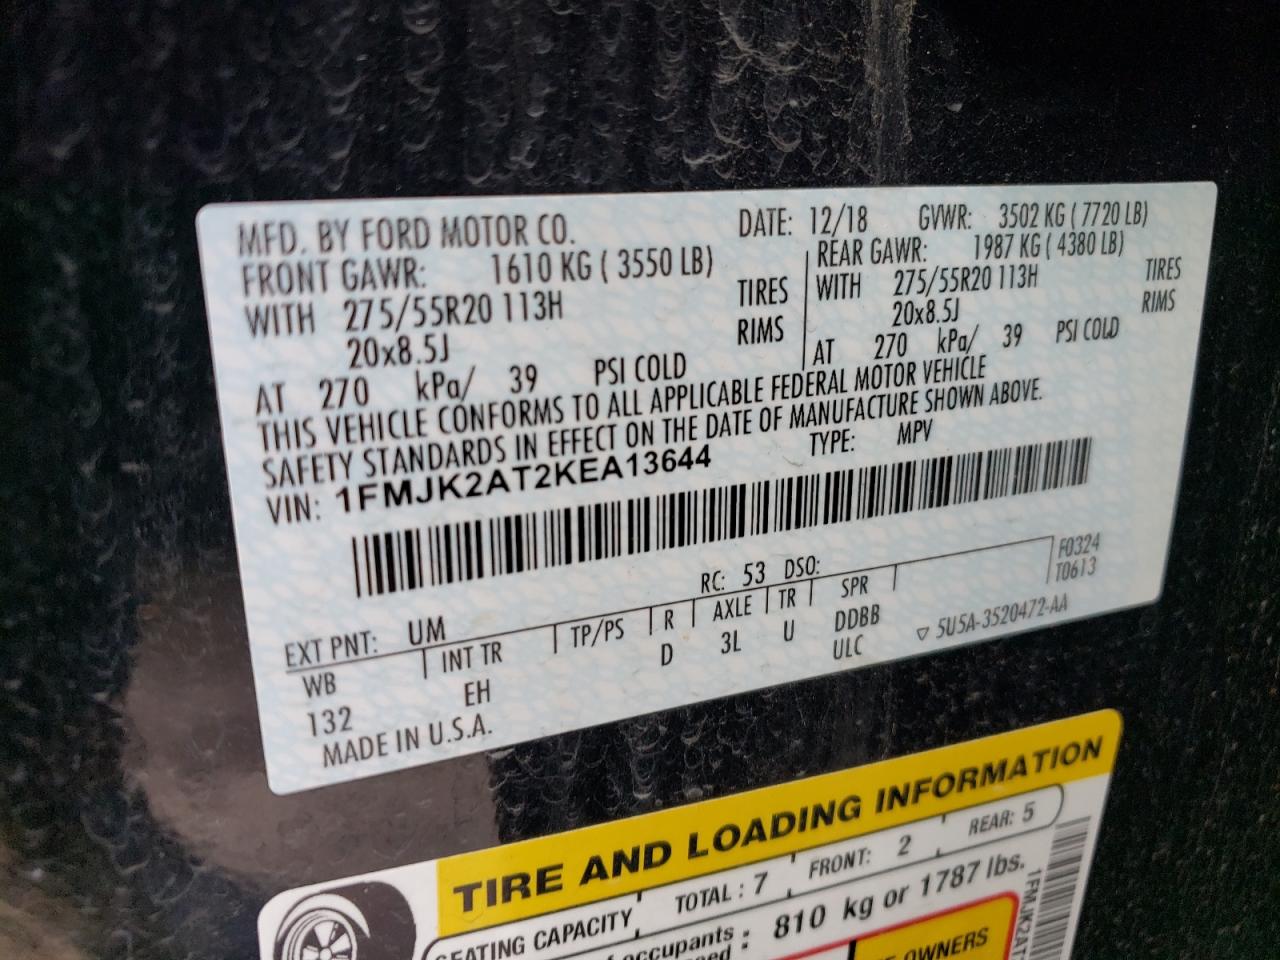 MFD. BY FORD MOTOR CO. DATE: 12/18 GVWR: 3502 KG ( 7720 LB)
FRONT GAWR: 1610 KG ( 3550 LB) REAR GAWR: 1987 KG ( 4380 LB)
WITH 275/55R20 113H TIRES WITH 275/55R20 113H TIRES
20x8.5J RIMS 20x8.5J RIMS
AT 270 kPa/ 39 PSI COLD AT 270 kPa/ 39 PSI COLD
THIS VEHICLE CONFORMS TO ALL APPLICABLE FEDERAL MOTOR VEHICLE
SAFETY STANDARDS IN EFFECT ON THE DATE OF MANUFACTURE SHOWN ABOVE.
VIN: 1FMJK2AT2KEA13644 TYPE: MPV
F0324
T0613
EXT PNT: UM RC: 53 DSO:
WB INT TR TP/PS R AXLE TR SPR
132 EH D 3L U DDBB
ULC 5U5A-3520472-AA
MADE IN U.S.A.
TIRE AND LOADING INFORMATION
SEATING CAPACITY TOTAL : 7 FRONT: 2 REAR: 5
occupants : 810 kg or 1787 lbs.
OWNERS
1FMJK2AT